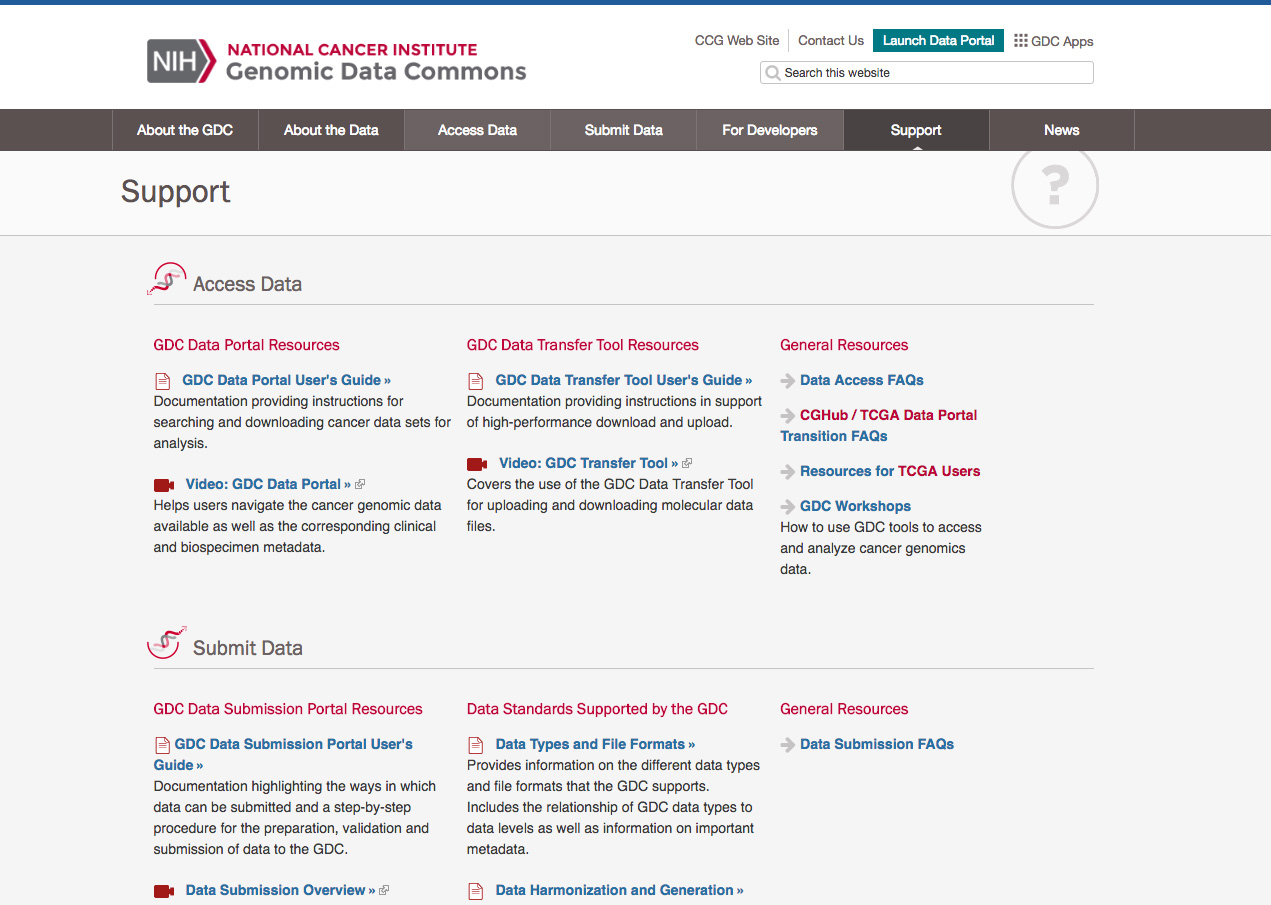 NIH NATIONAL CANCER INSTITUTE
Genomic Data Commons
CCG Web Site Contact Us Launch Data Portal GDC Apps
Search this website
About the GDC About the Data Access Data Submit Data For Developers Support News
Support
?
Access Data
GDC Data Portal Resources
GDC Data Portal User's Guide »
Documentation providing instructions for
searching and downloading cancer data sets for
analysis.
Video: GDC Data Portal »
Helps users navigate the cancer genomic data
available as well as the corresponding clinical
and biospecimen metadata.
GDC Data Transfer Tool Resources
GDC Data Transfer Tool User's Guide »
Documentation providing instructions in support
of high-performance download and upload.
Video: GDC Transfer Tool »
Covers the use of the GDC Data Transfer Tool
for uploading and downloading molecular data
files.
General Resources
Data Access FAQs
CGHub / TCGA Data Portal
Transition FAQs
Resources for TCGA Users
GDC Workshops
How to use GDC tools to access
and analyze cancer genomics
data.
Submit Data
GDC Data Submission Portal Resources
GDC Data Submission Portal User's
Guide »
Documentation highlighting the ways in which
data can be submitted and a step-by-step
procedure for the preparation, validation and
submission of data to the GDC.
Data Submission Overview »
Data Standards Supported by the GDC
Data Types and File Formats »
Provides information on the different data types
and file formats that the GDC supports.
Includes the relationship of GDC data types to
data levels as well as information on important
metadata.
Data Harmonization and Generation »
General Resources
Data Submission FAQs